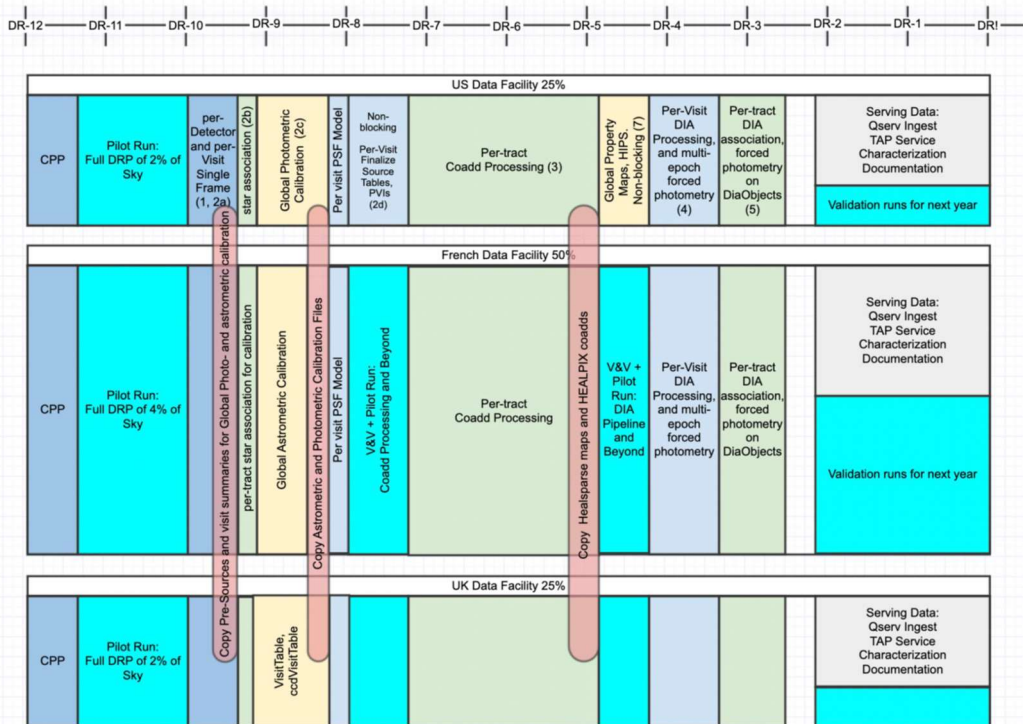 DR-12 DR-11 DR-10 DR-9 DR-8 DR-7 DR-6 DR-5 DR-4 DR-3 DR-2 DR-1 DR!
US Data Facility 25%
CPP
Pilot Run:
Full DRP of 2% of
Sky
per-
Detector
and per-
Visit
Single
Frame
(1, 2a)
star association (2b)
Global Photometric
Calibration (2c)
Per visit PSF Model
Non-
blocking
Per-Visit
Finalize
Source
Tables,
PVIs
(2d)
Per-tract
Coadd Processing (3)
Global Property
Maps, HIPS.
Non-blocking (7)
Per-Visit
DIA
Processing,
and multi-
epoch
forced
photometry
(4)
Per-tract
DIA
association,
forced
photometry
on
DiaObjects
(5)
Serving Data:
Qserv Ingest
TAP Service
Characterization
Documentation
Validation runs for next year
French Data Facility 50%
CPP
Pilot Run:
Full DRP of 4% of
Sky
Copy Pre-Sources and visit summaries for Global Photo- and astrometric calibration
per-tract star association for calibration
Global Astrometric Calibration
Copy Astrometric and Photometric Calibration Files
Per visit PSF Model
V&V + Pilot Run:
Coadd Processing and Beyond
Per-tract
Coadd Processing
Copy Healsparse maps and HEALPIX coadds
V&V +
Pilot
Run:
DIA
Pipeline
and
Beyond
Per-Visit
DIA
Processing,
and multi-
epoch
forced
photometry
Per-tract
DIA
association,
forced
photometry
on
DiaObjects
Serving Data:
Qserv Ingest
TAP Service
Characterization
Documentation
Validation runs for next year
UK Data Facility 25%
CPP
Pilot Run:
Full DRP of 2% of
Sky
VisitTable,
ccdVisitTable
Serving Data:
Qserv Ingest
TAP Service
Characterization
Documentation